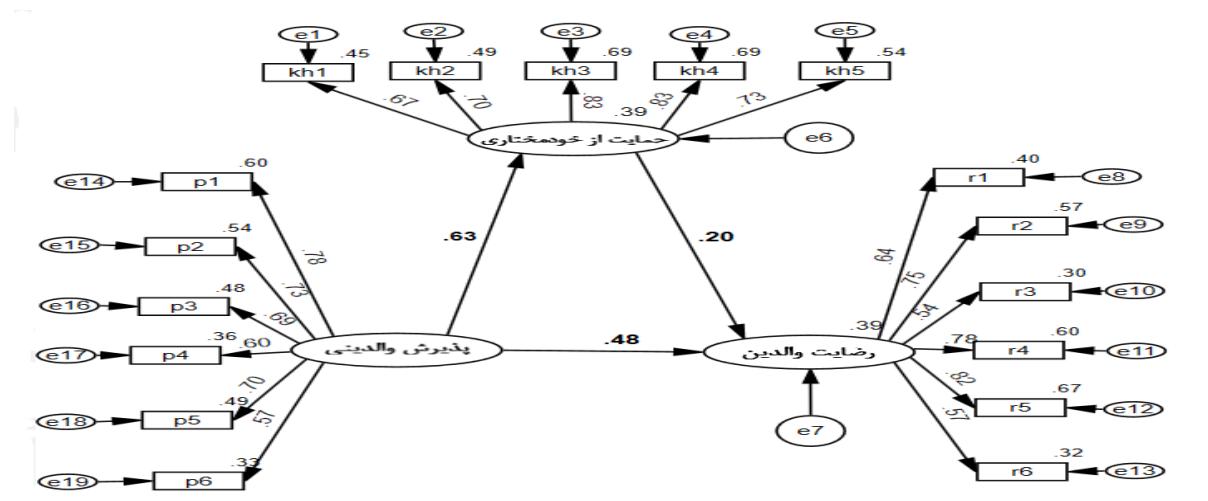 e1 e2 e3 e4 e5
.45 .49 .69 .69 .54
kh1 kh2 kh3 kh4 kh5
.67 .70 .83 .83 .73
.39
حمایت از خودمختاری
e6
.60
e14 p1
.54
e15 p2
.48
e16 p3
.36
e17 p4
.49
e18 p5
.33
e19 p6
.78
.73
.69
.60
.70
.57
پذیرش والدینی
.63
.20
.48
.39
رضایت والدین
e7
.64
.75
.54
.78
.82
.57
.40
r1 e8
.57
r2 e9
.30
r3 e10
.60
r4 e11
.67
r5 e12
.32
r6 e13